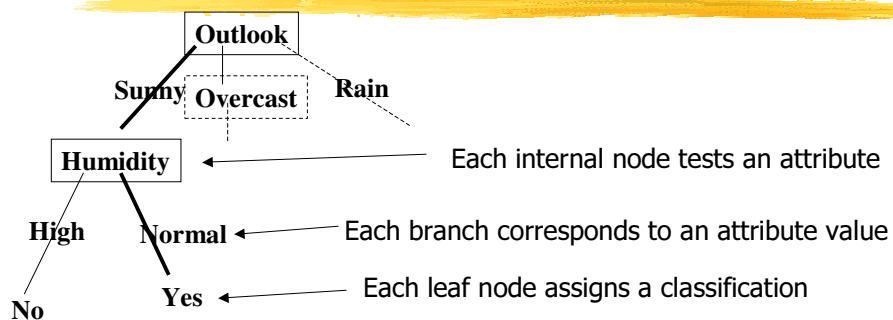 Outlook
Sunny Overcast Rain
Humidity Each internal node tests an attribute
High Normal Each branch corresponds to an attribute value
No Yes Each leaf node assigns a classification